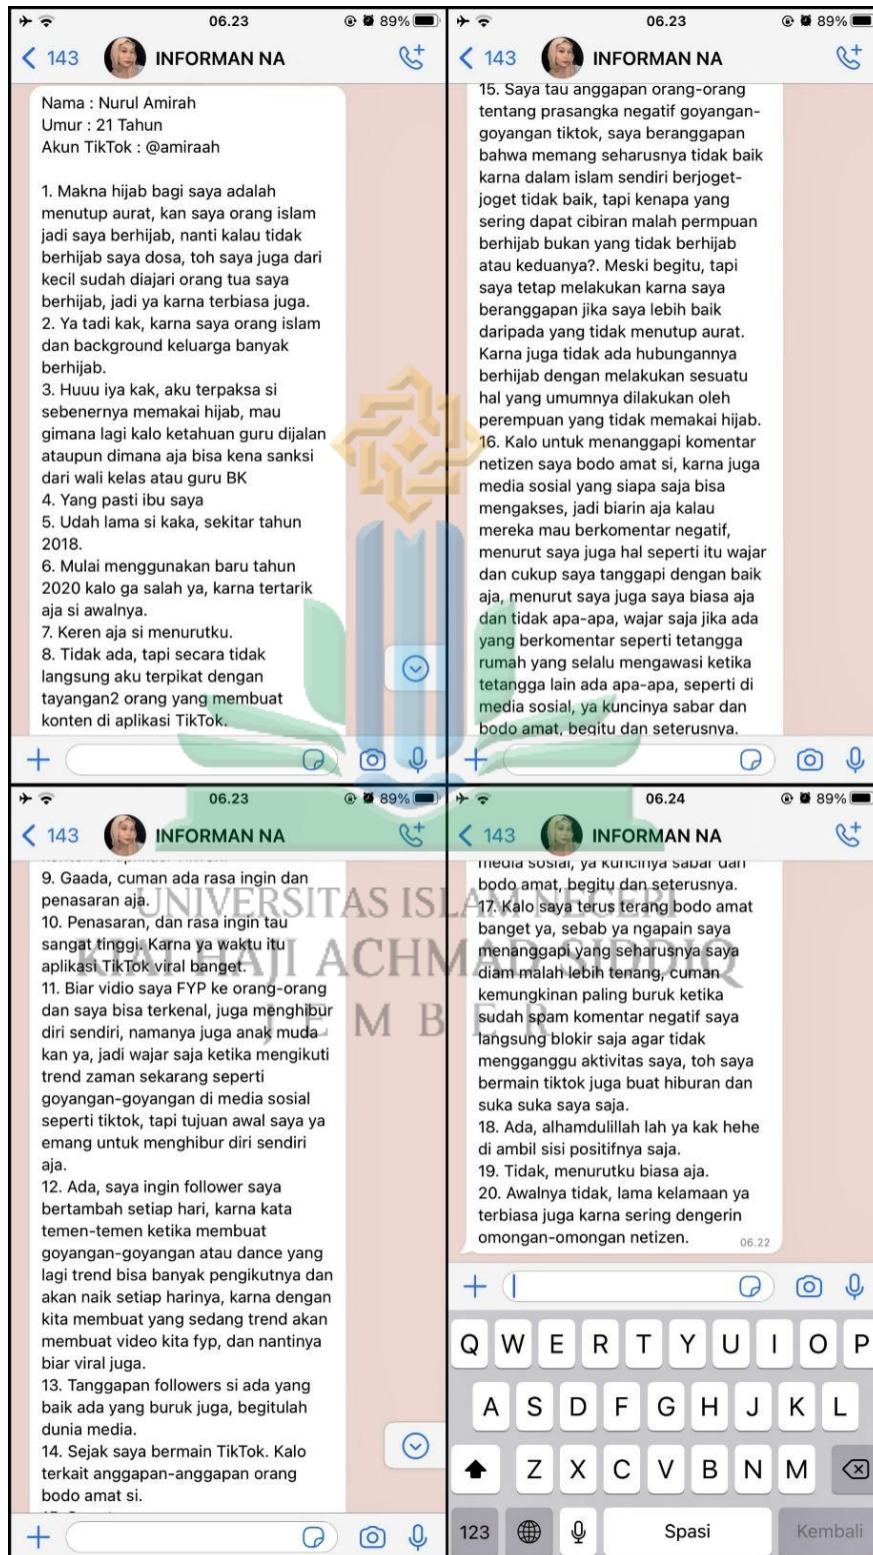 06.23
89%
143
INFORMAN NA
Nama : Nurul Amirah
Umur : 21 Tahun
Akun TikTok : @amiraah
1. Makna hijab bagi saya adalah
menutup aurat, kan saya orang islam
jadi saya berhijab, nanti kalau tidak
berhijab saya dosa, toh saya juga dari
kecil sudah diajari orang tua saya
berhijab, jadi ya karna terbiasa juga.
2. Ya tadi kak, karna saya orang islam
dan background keluarga banyak
berhijab.
3. Huuu iya kak, aku terpaksa si
sebenernya memakai hijab, mau
gimana lagi kalo ketahuan guru dijalan
ataupun dimana aja bisa kena sanksi
dari wali kelas atau guru BK
4. Yang pasti ibu saya
5. Udah lama si kaka, sekitar tahun
2018.
6. Mulai menggunakan baru tahun
2020 kalo ga salah ya, karna tertarik
aja si awalnya.
7. Keren aja si menurutku.
8. Tidak ada, tapi secara tidak
langsung aku terpikat dengan
tayangan2 orang yang membuat
konten di aplikasi TikTok.
06.23
89%
143
INFORMAN NA
15. Saya tau anggapan orang-orang
tentang prasangka negatif goyangan-
goyangan tiktok, saya beranggapan
bahwa memang seharusnya tidak baik
karna dalam islam sendiri berjoget-
joget tidak baik, tapi kenapa yang
sering dapat cibiran malah permpuan
berhijab bukan yang tidak berhijab
atau keduanya?. Meski begitu, tapi
saya tetap melakukan karna saya
beranggapan jika saya lebih baik
daripada yang tidak menutup aurat.
Karna juga tidak ada hubungannya
berhijab dengan melakukan sesuatu
hal yang umumnya dilakukan oleh
perempuan yang tidak memakai hijab.
16. Kalo untuk menanggapi komentar
netizen saya bodo amat si, karna juga
media sosial yang siapa saja bisa
mengakses, jadi biarin aja kalau
mereka mau berkomentar negatif,
menurut saya juga hal seperti itu wajar
dan cukup saya tanggapi dengan baik
aja, menurut saya juga saya biasa aja
dan tidak apa-apa, wajar saja jika ada
yang berkomentar seperti tetangga
rumah yang selalu mengawasi ketika
tetangga lain ada apa-apa, seperti di
media sosial, ya kuncinya sabar dan
bodo amat, begitu dan seterusnya.
06.23
89%
143
INFORMAN NA
9. Gaada, cuman ada rasa ingin dan
penasaran aja.
10. Penasaran, dan rasa ingin tau
sangat tinggi. Karna ya waktu itu
aplikasi TikTok viral banget.
11. Biar vidio saya FYP ke orang-orang
dan saya bisa terkenal, juga menghibur
diri sendiri, namanya juga anak muda
kan ya, jadi wajar saja ketika mengikuti
trend zaman sekarang seperti
goyangan-goyangan di media sosial
seperti tiktok, tapi tujuan awal saya ya
emang untuk menghibur diri sendiri
aja.
12. Ada, saya ingin follower saya
bertambah setiap hari, karna kata
temen-temen ketika membuat
goyangan-goyangan atau dance yang
lagi trend bisa banyak pengikutnya dan
akan naik setiap harinya, karna dengan
kita membuat yang sedang trend akan
membuat video kita fyp, dan nantinya
biar viral juga.
13. Tanggapan followers si ada yang
baik ada yang buruk juga, begitulah
dunia media.
14. Sejak saya bermain TikTok. Kalo
terkait anggapan-anggapan orang
bodo amat si.
06.24
89%
143
INFORMAN NA
media sosial, ya kuncinya sabar dan
bodo amat, begitu dan seterusnya.
17. Kalo saya terus terang bodo amat
banget ya, sebab ya ngapain saya
menanggapi yang seharusnya saya
diam malah lebih tenang, cuman
kemungkinan paling buruk ketika
sudah spam komentar negatif saya
langsung blokir saja agar tidak
mengganggu aktivitas saya, toh saya
bermain tiktok juga buat hiburan dan
suka suka saya saja.
18. Ada, alhamdulillah lah ya kak hehe
di ambil sisi positifnya saja.
19. Tidak, menurutku biasa aja.
20. Awalnya tidak, lama kelamaan ya
terbiasa juga karna sering dengerin
omongan-omongan netizen.
06.22
Q W E R T Y U I O P
A S D F G H J K L
Z X C V B N M
123 Spasi Kembali
UNIVERSITAS ISLAM NEGERI
KIAI HAJI ACHMAD SIDDIQ
JEMBER